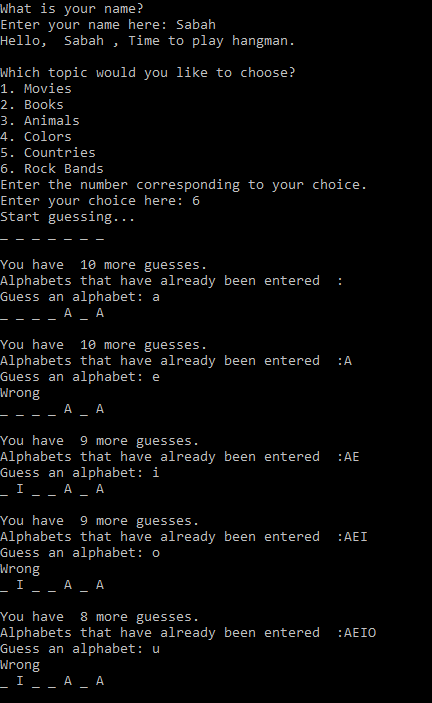 What is your name?
Enter your name here: Sabah
Hello,  Sabah , Time to play hangman.
Which topic would you like to choose?
1. Movies
2. Books
3. Animals
4. Colors
5. Countries
6. Rock Bands
Enter the number corresponding to your choice.
Enter your choice here: 6
Start guessing...
_ _ _ _ _ _ _
You have  10 more guesses.
Alphabets that have already been entered  :
Guess an alphabet: a
_ _ _ _ A _ A
You have  10 more guesses.
Alphabets that have already been entered  :A
Guess an alphabet: e
Wrong
_ _ _ _ A _ A
You have  9 more guesses.
Alphabets that have already been entered  :AE
Guess an alphabet: i
_ I _ _ A _ A
You have  9 more guesses.
Alphabets that have already been entered  :AEI
Guess an alphabet: o
Wrong
_ I _ _ A _ A
You have  8 more guesses.
Alphabets that have already been entered  :AEIO
Guess an alphabet: u
Wrong
_ I _ _ A _ A